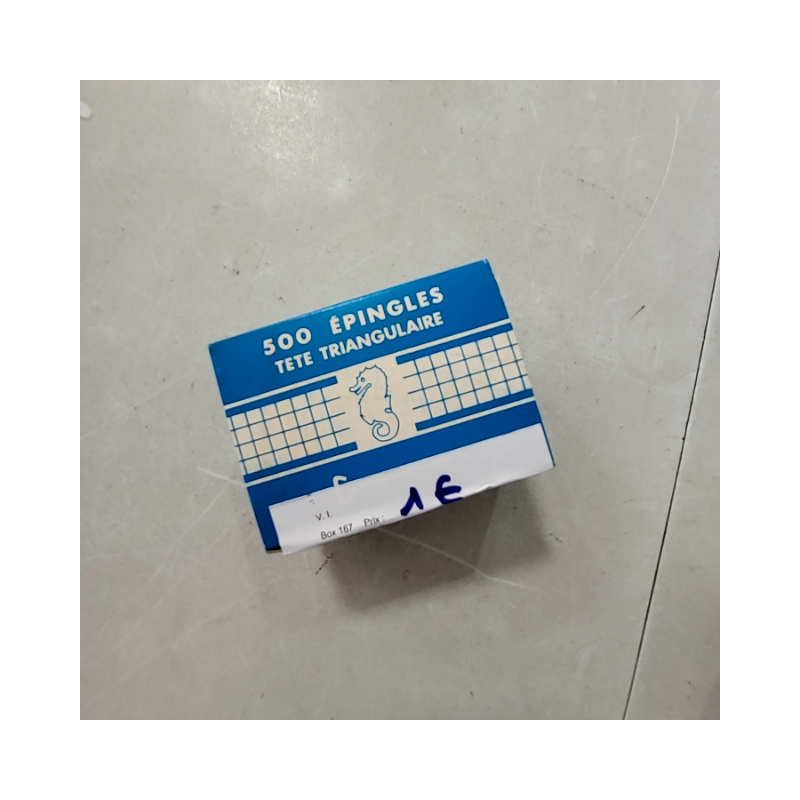 500 ÉPINGLES
TETE TRIANGULAIRE
V. I.
Box 167 Prix : 1 €